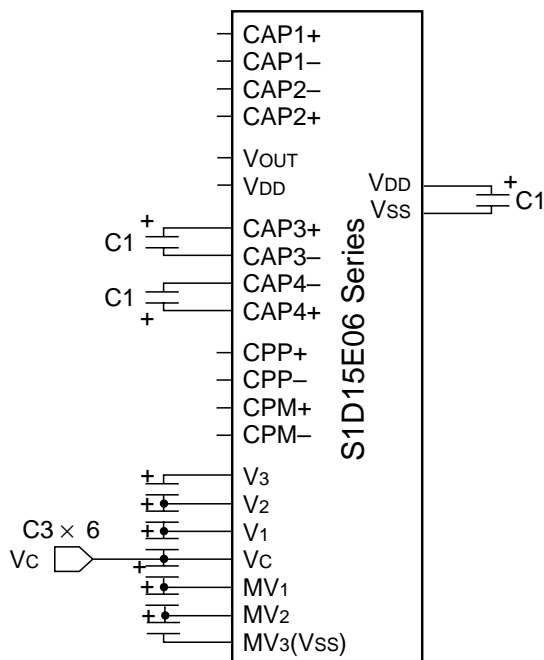 CAP1+
CAP1–
CAP2–
CAP2+
VOUT
VDD
CAP3+
CAP3–
CAP4–
CAP4+
CPP+
CPP–
CPM+
CPM–
V3
V2
V1
VC
MV1
MV2
MV3(VSS)
+
C1
C1
+
+
+
+
C3 × 6
VC
+
+
+
S1D15E06 Series
VDD
VSS
+
C1